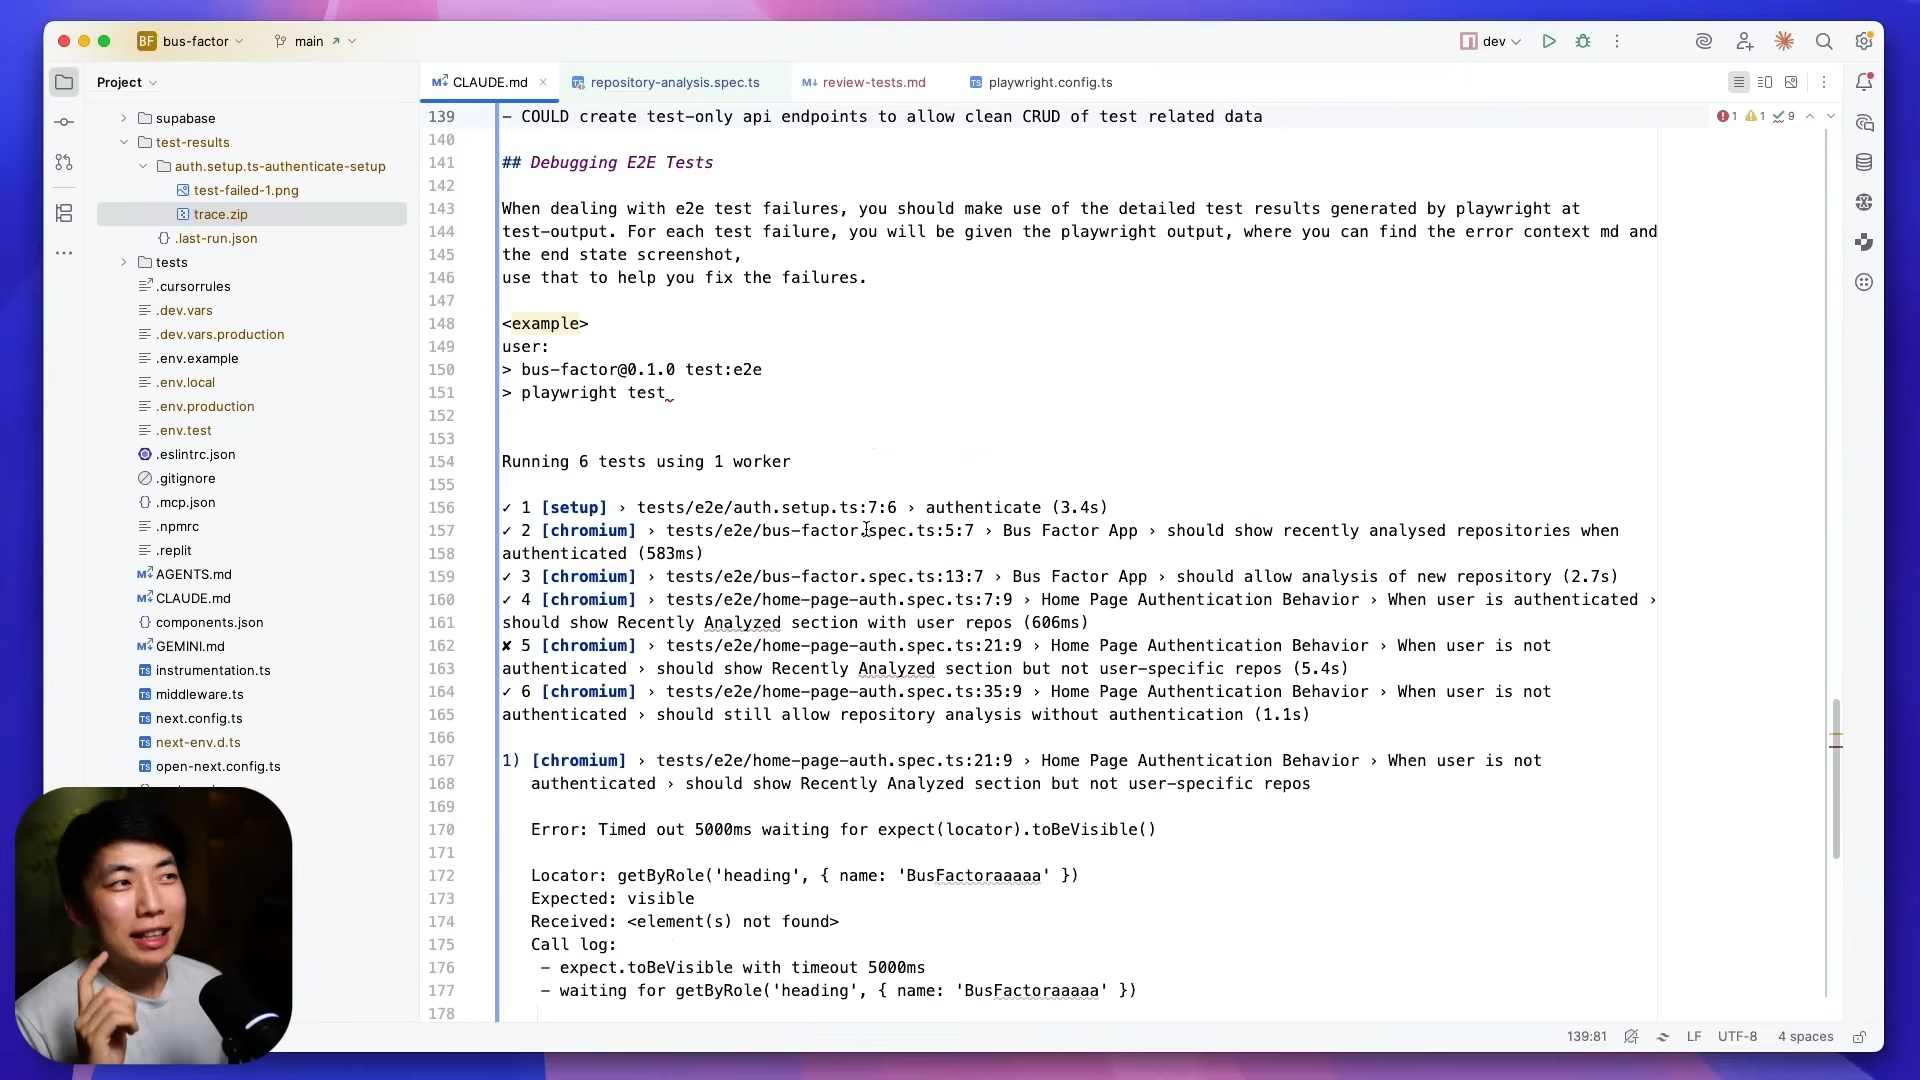 BF bus-factor
main
dev
Project
CLAUDE.md
repository-analysis.spec.ts
review-tests.md
playwright.config.ts
supabase
test-results
auth.setup.ts-authenticate-setup
test-failed-1.png
trace.zip
.last-run.json
tests
.cursorrules
.dev.vars
.dev.vars.production
.env.example
.env.local
.env.production
.env.test
.eslintrc.json
.gitignore
.mcp.json
.npmrc
.replit
AGENTS.md
CLAUDE.md
components.json
GEMINI.md
instrumentation.ts
middleware.ts
next.config.ts
next-env.d.ts
open-next.config.ts
1 1 9
139 - COULD create test-only api endpoints to allow clean CRUD of test related data
140
141 ## Debugging E2E Tests
142
143 When dealing with e2e test failures, you should make use of the detailed test results generated by playwright at
144 test-output. For each test failure, you will be given the playwright output, where you can find the error context md and
145 the end state screenshot,
146 use that to help you fix the failures.
147
148 <example>
149 user:
150 > bus-factor@0.1.0 test:e2e
151 > playwright test
152
153
154 Running 6 tests using 1 worker
155
156 ✓ 1 [setup] › tests/e2e/auth.setup.ts:7:6 › authenticate (3.4s)
157 ✓ 2 [chromium] › tests/e2e/bus-factor.spec.ts:5:7 › Bus Factor App › should show recently analysed repositories when
158 authenticated (583ms)
159 ✓ 3 [chromium] › tests/e2e/bus-factor.spec.ts:13:7 › Bus Factor App › should allow analysis of new repository (2.7s)
160 ✓ 4 [chromium] › tests/e2e/home-page-auth.spec.ts:7:9 › Home Page Authentication Behavior › When user is authenticated ›
161 should show Recently Analyzed section with user repos (606ms)
162 ✘ 5 [chromium] › tests/e2e/home-page-auth.spec.ts:21:9 › Home Page Authentication Behavior › When user is not
163 authenticated › should show Recently Analyzed section but not user-specific repos (5.4s)
164 ✓ 6 [chromium] › tests/e2e/home-page-auth.spec.ts:35:9 › Home Page Authentication Behavior › When user is not
165 authenticated › should still allow repository analysis without authentication (1.1s)
166
167 1) [chromium] › tests/e2e/home-page-auth.spec.ts:21:9 › Home Page Authentication Behavior › When user is not
168 authenticated › should show Recently Analyzed section but not user-specific repos
169
170 Error: Timed out 5000ms waiting for expect(locator).toBeVisible()
171
172 Locator: getByRole('heading', { name: 'BusFactoraaaaa' })
173 Expected: visible
174 Received: <element(s) not found>
175 Call log:
176 - expect.toBeVisible with timeout 5000ms
177 - waiting for getByRole('heading', { name: 'BusFactoraaaaa' })
178
139:81 LF UTF-8 4 spaces